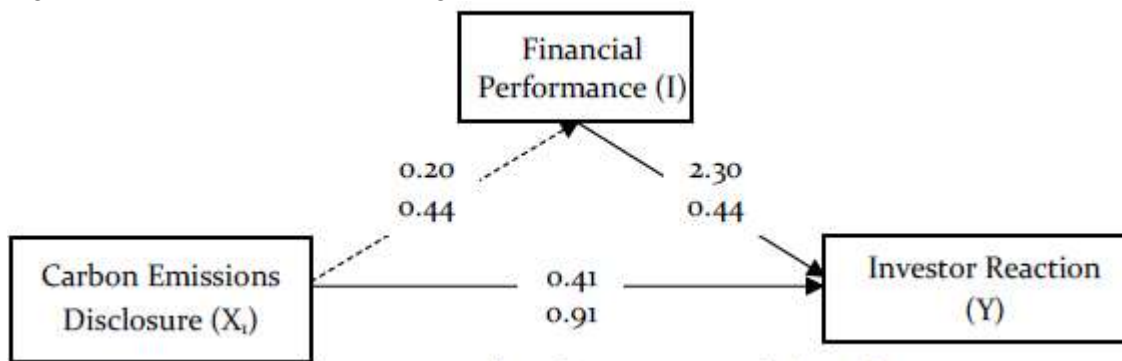 Financial
Performance (I)
0.20
0.44
2.30
0.44
Carbon Emissions
Disclosure (X₁)
0.41
0.91
Investor Reaction
(Y)